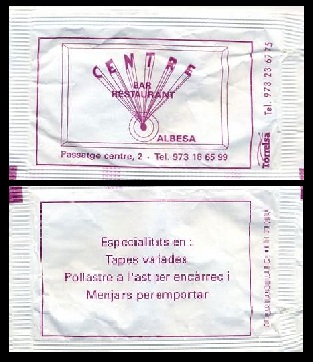 CENTRE
BAR
RESTAURANT
ALBESA
Passatge centre, 2 - Tel. 973 18 65 99
Torrelsa Tel. 973 23 67 75
Especialitats en :
Tapes variades
Pollastre a l'ast per encàrrec i
Menjars per emportar